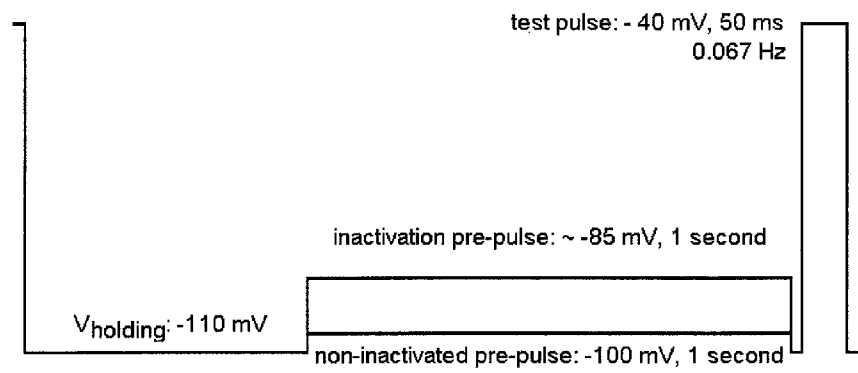 test pulse: - 40 mV, 50 ms
0.067 Hz
inactivation pre-pulse: ~ -85 mV, 1 second
Vholding: -110 mV
non-inactivated pre-pulse: -100 mV, 1 second